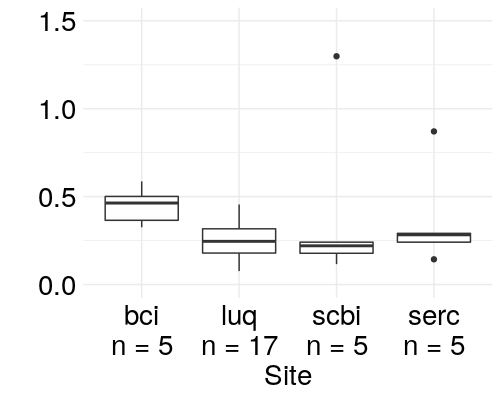 1.5
1.0
0.5
0.0
bci luq scbi serc
n = 5 n = 17 n = 5 n = 5
Site